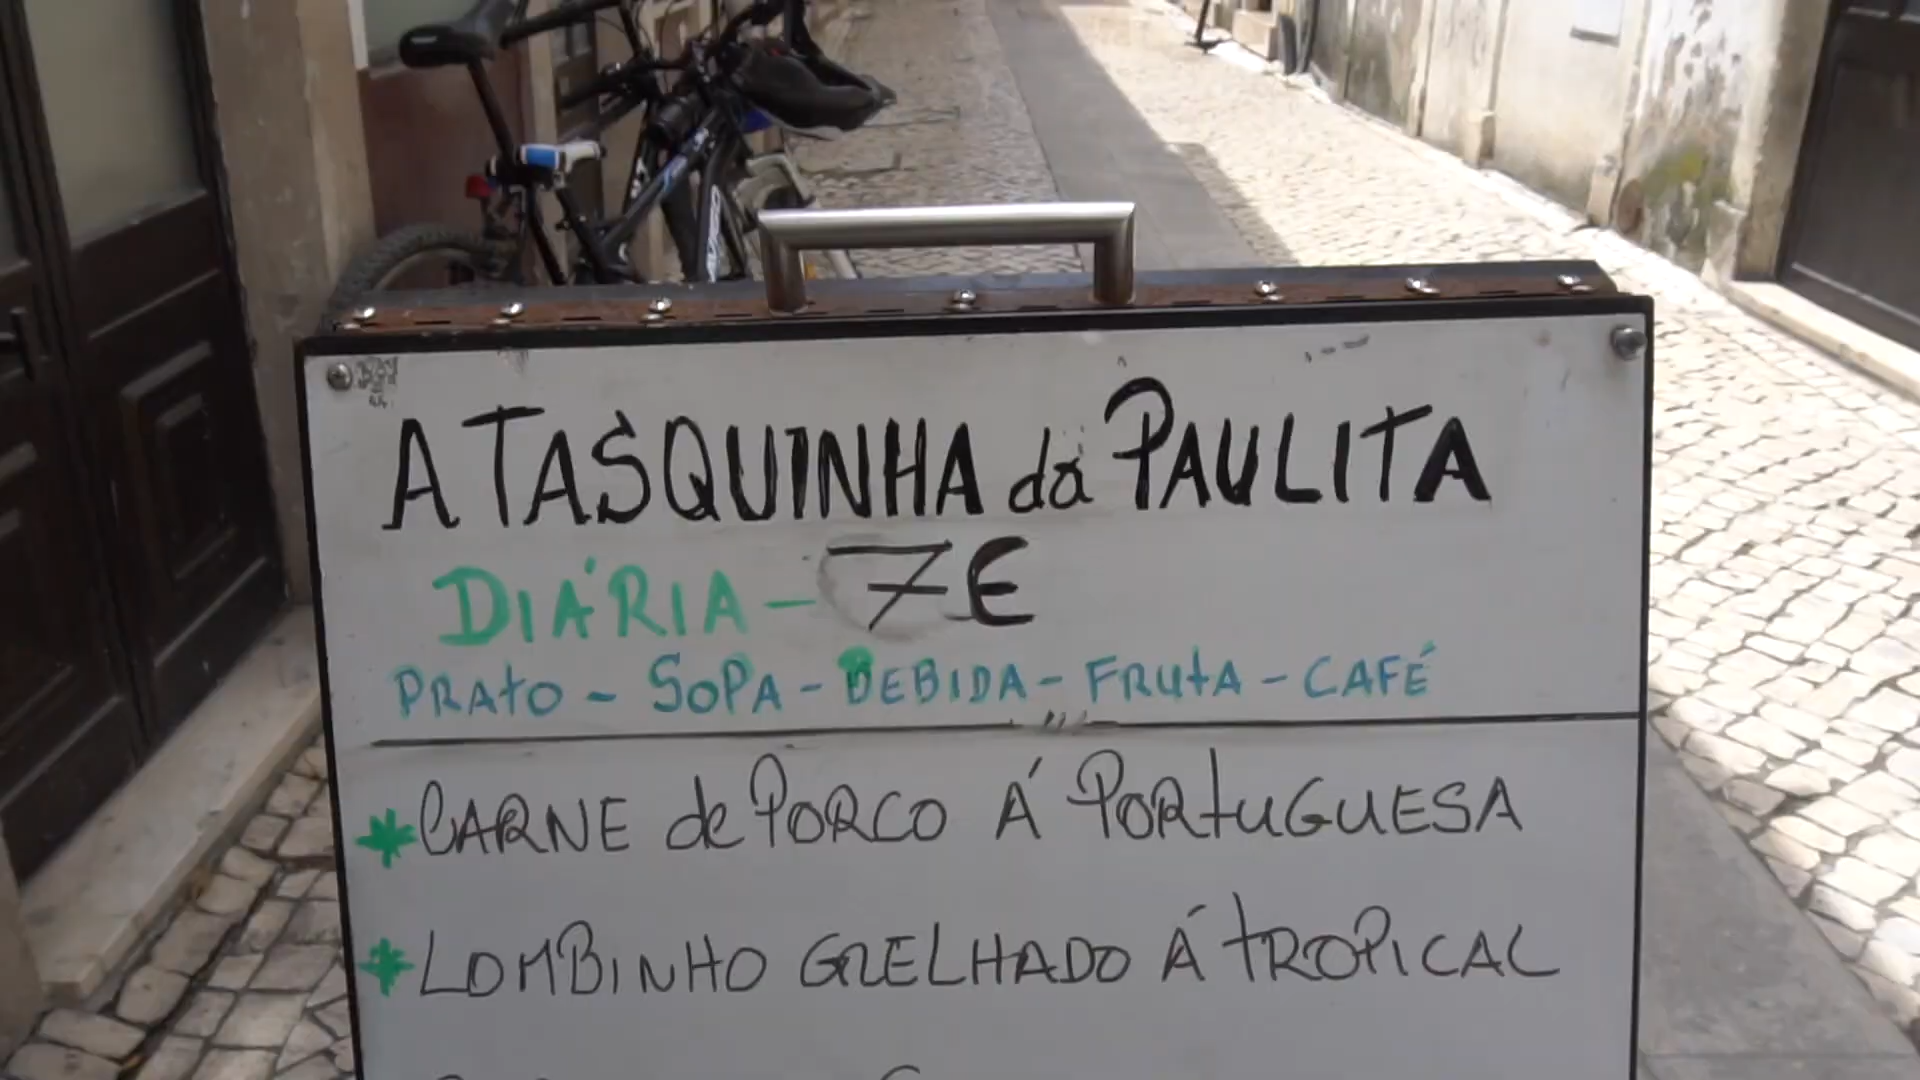 A TASQUINHA da PAULITA
DIÁRIA - 7€
PRATO - SOPA - BEBIDA - FRUTA - CAFÉ
* CARNE de PORCO Á PORTUGUESA
* LOMBINHO GRELHADO Á TROPICAL